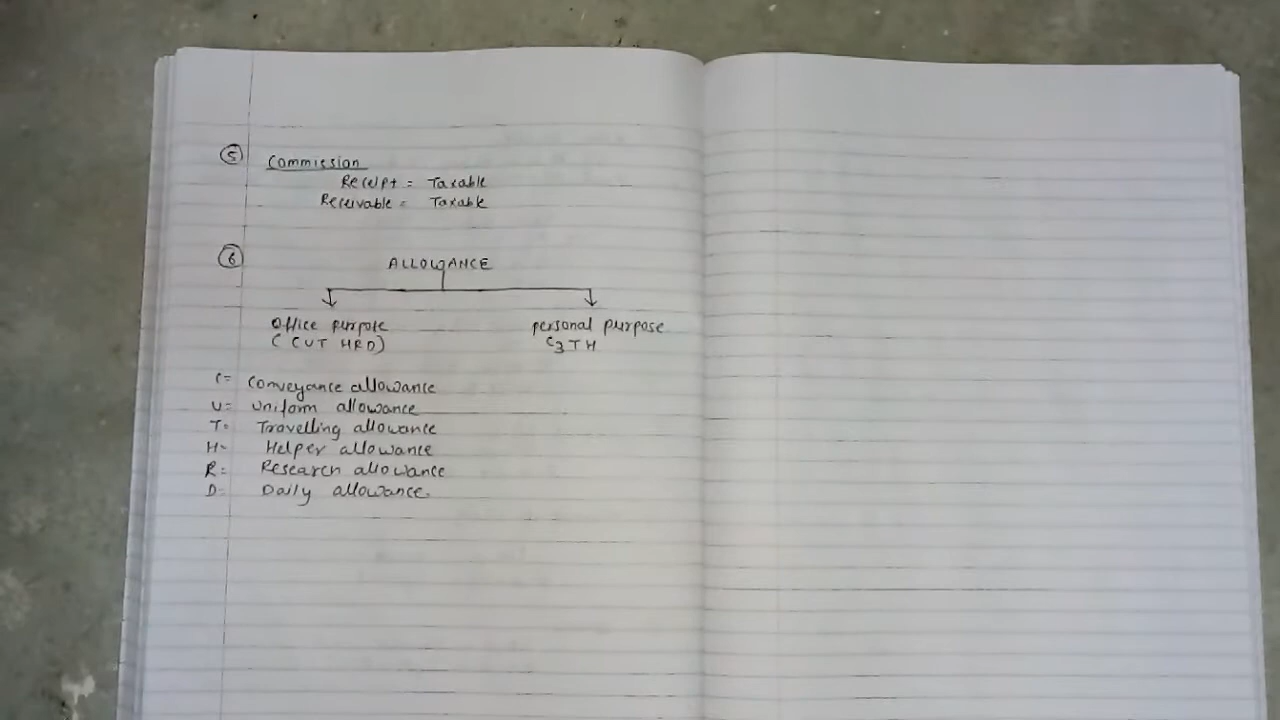 5 Commission
Receipt = Taxable
Receivable = Taxable
6 ALLOWANCE
Office purpose personal purpose
( CUT HRD) C3TH
C= Conveyance allowance
U= Uniform allowance
T= Travelling allowance
H= Helper allowance
R= Research allowance
D= Daily allowance.